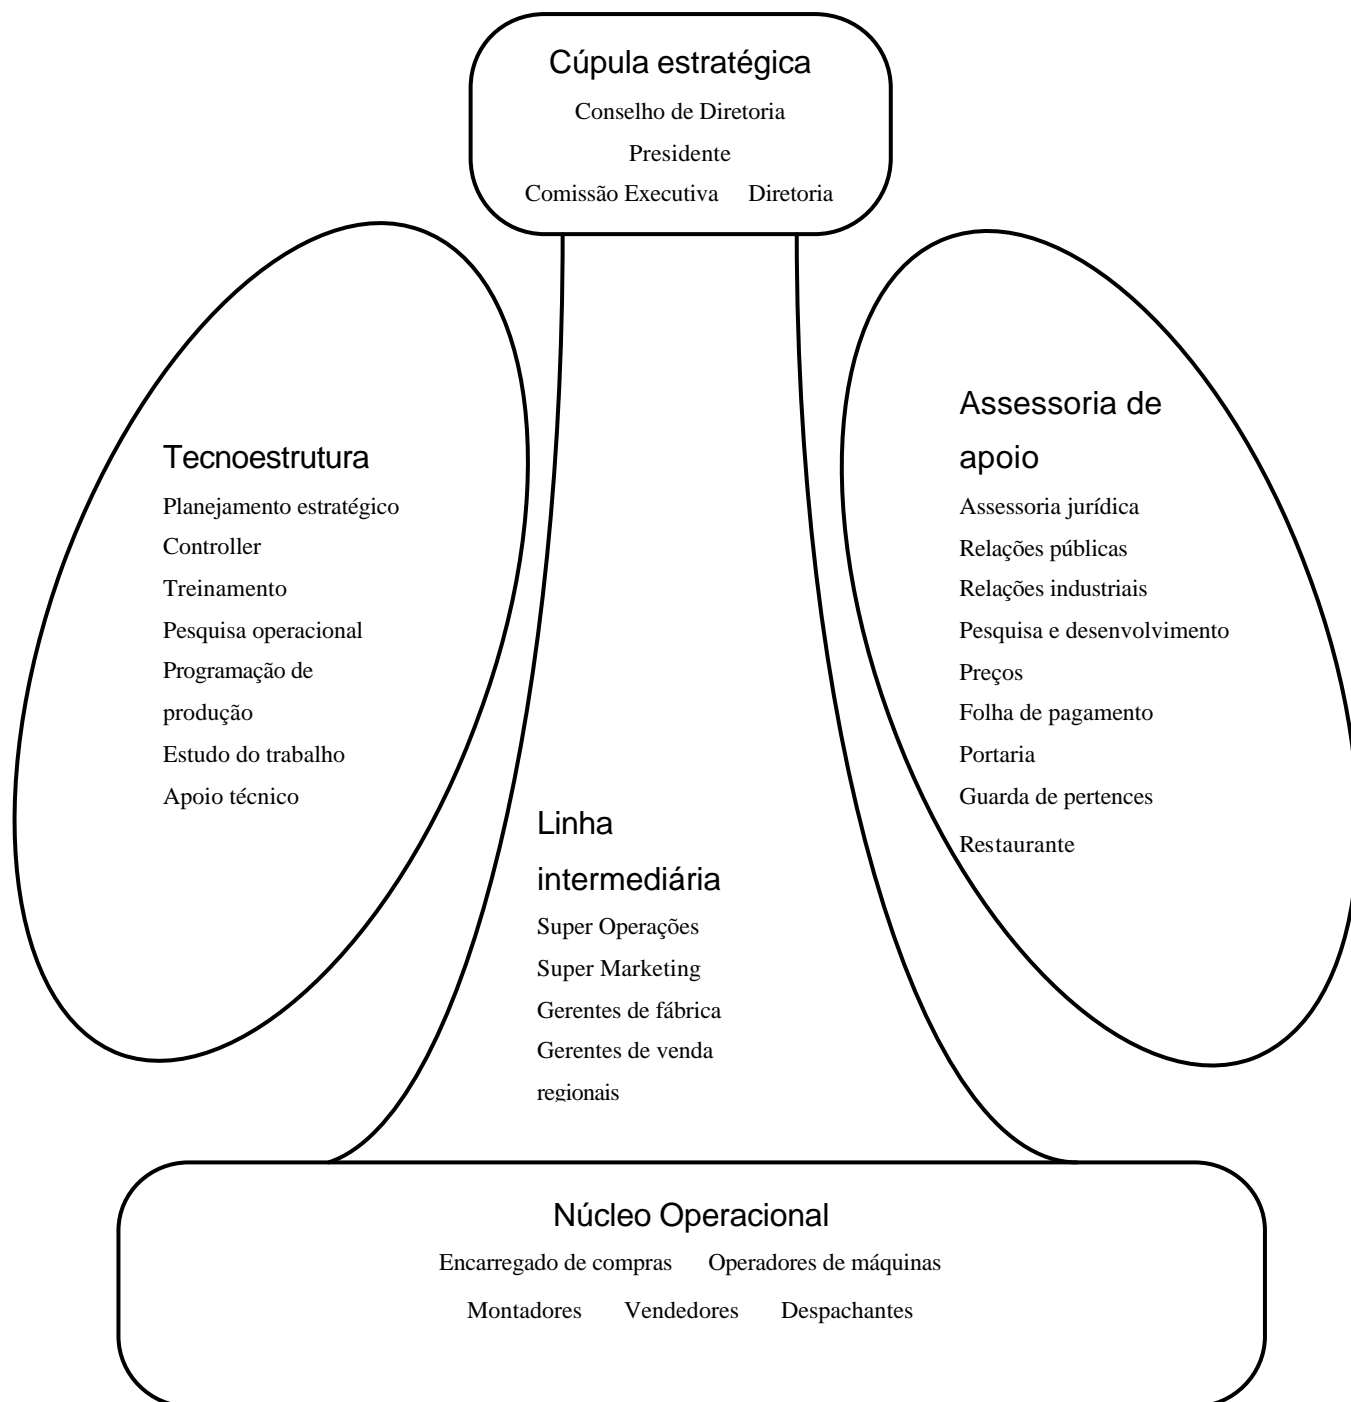 Cúpula estratégica
Conselho de Diretoria
Presidente
Comissão Executiva Diretoria
Tecnoestrutura
Planejamento estratégico
Controller
Treinamento
Pesquisa operacional
Programação de
produção
Estudo do trabalho
Apoio técnico
Assessoria de
apoio
Assessoria jurídica
Relações públicas
Relações industriais
Pesquisa e desenvolvimento
Preços
Folha de pagamento
Portaria
Guarda de pertences
Restaurante
Linha
intermediária
Super Operações
Super Marketing
Gerentes de fábrica
Gerentes de venda
regionais
Núcleo Operacional
Encarregado de compras Operadores de máquinas
Montadores Vendedores Despachantes